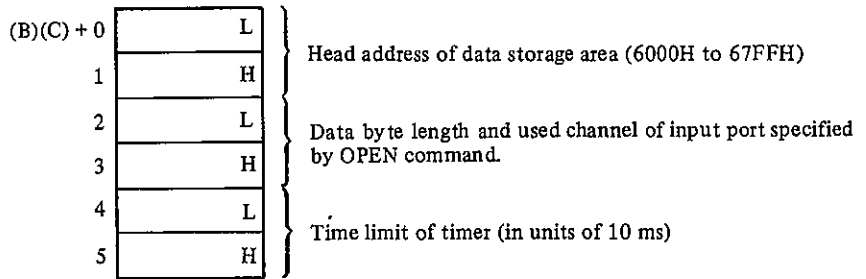 (B)(C) + 0 L
1 H
Head address of data storage area (6000H to 67FFH)
2 L
3 H
Data byte length and used channel of input port specified
by OPEN command.
4 L
5 H
Time limit of timer (in units of 10 ms)